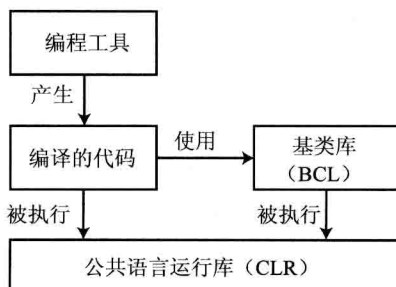 编程工具
产生
编译的代码
使用
基类库
（BCL）
被执行
被执行
公共语言运行库（CLR）